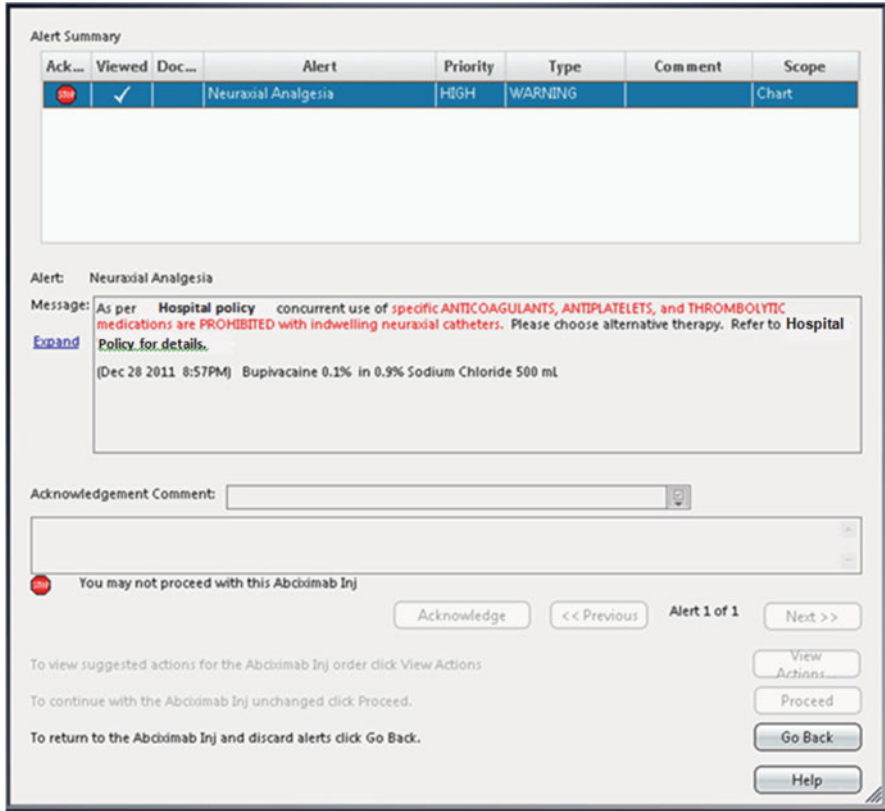 Alert Summary
Ack... Viewed Doc... Alert Priority Type Comment Scope
STOP Neuraxial Analgesia HIGH WARNING Chart
Alert: Neuraxial Analgesia
Message: As per Hospital policy concurrent use of specific ANTICOAGULANTS, ANTIPLATELETS, and THROMBOLYTIC
medications are PROHIBITED with indwelling neuraxial catheters. Please choose alternative therapy. Refer to Hospital
Expand Policy for details.
(Dec 28 2011 8:57PM) Bupivacaine 0.1% in 0.9% Sodium Chloride 500 mL
Acknowledgement Comment:
STOP You may not proceed with this Abciximab Inj
Acknowledge << Previous Alert 1 of 1 Next >>
To view suggested actions for the Abciximab Inj order click View Actions
View
Actions...
To continue with the Abciximab Inj unchanged click Proceed. Proceed
To return to the Abciximab Inj and discard alerts click Go Back. Go Back
Help